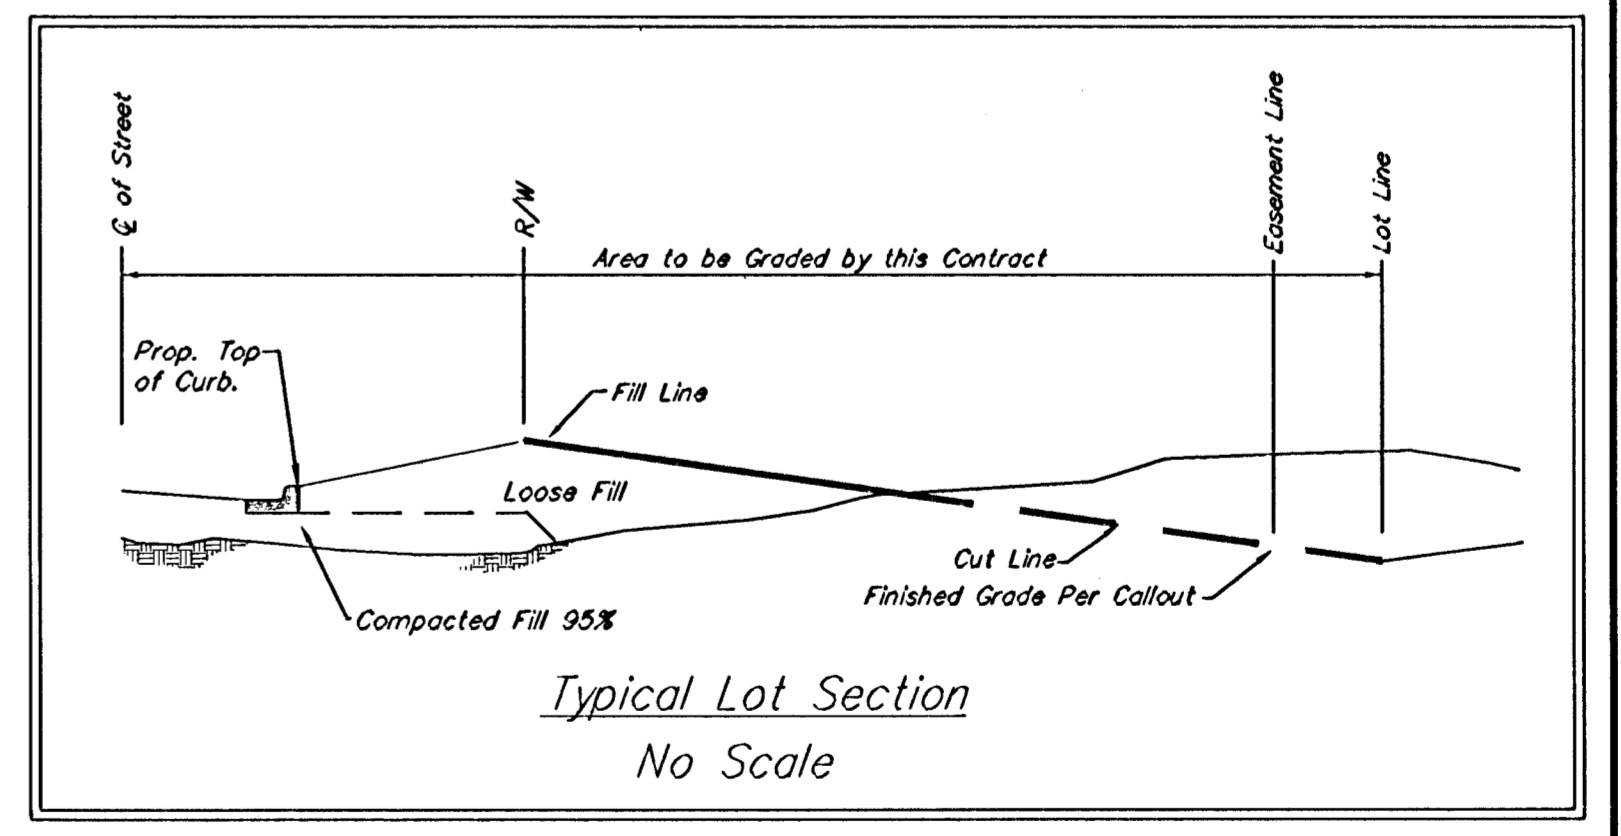 ℄ of Street
R/W
Easement Line
Lot Line
Area to be Graded by this Contract
Prop. Top
of Curb.
Fill Line
Loose Fill
Cut Line
Finished Grade Per Callout
Compacted Fill 95%
Typical Lot Section
No Scale